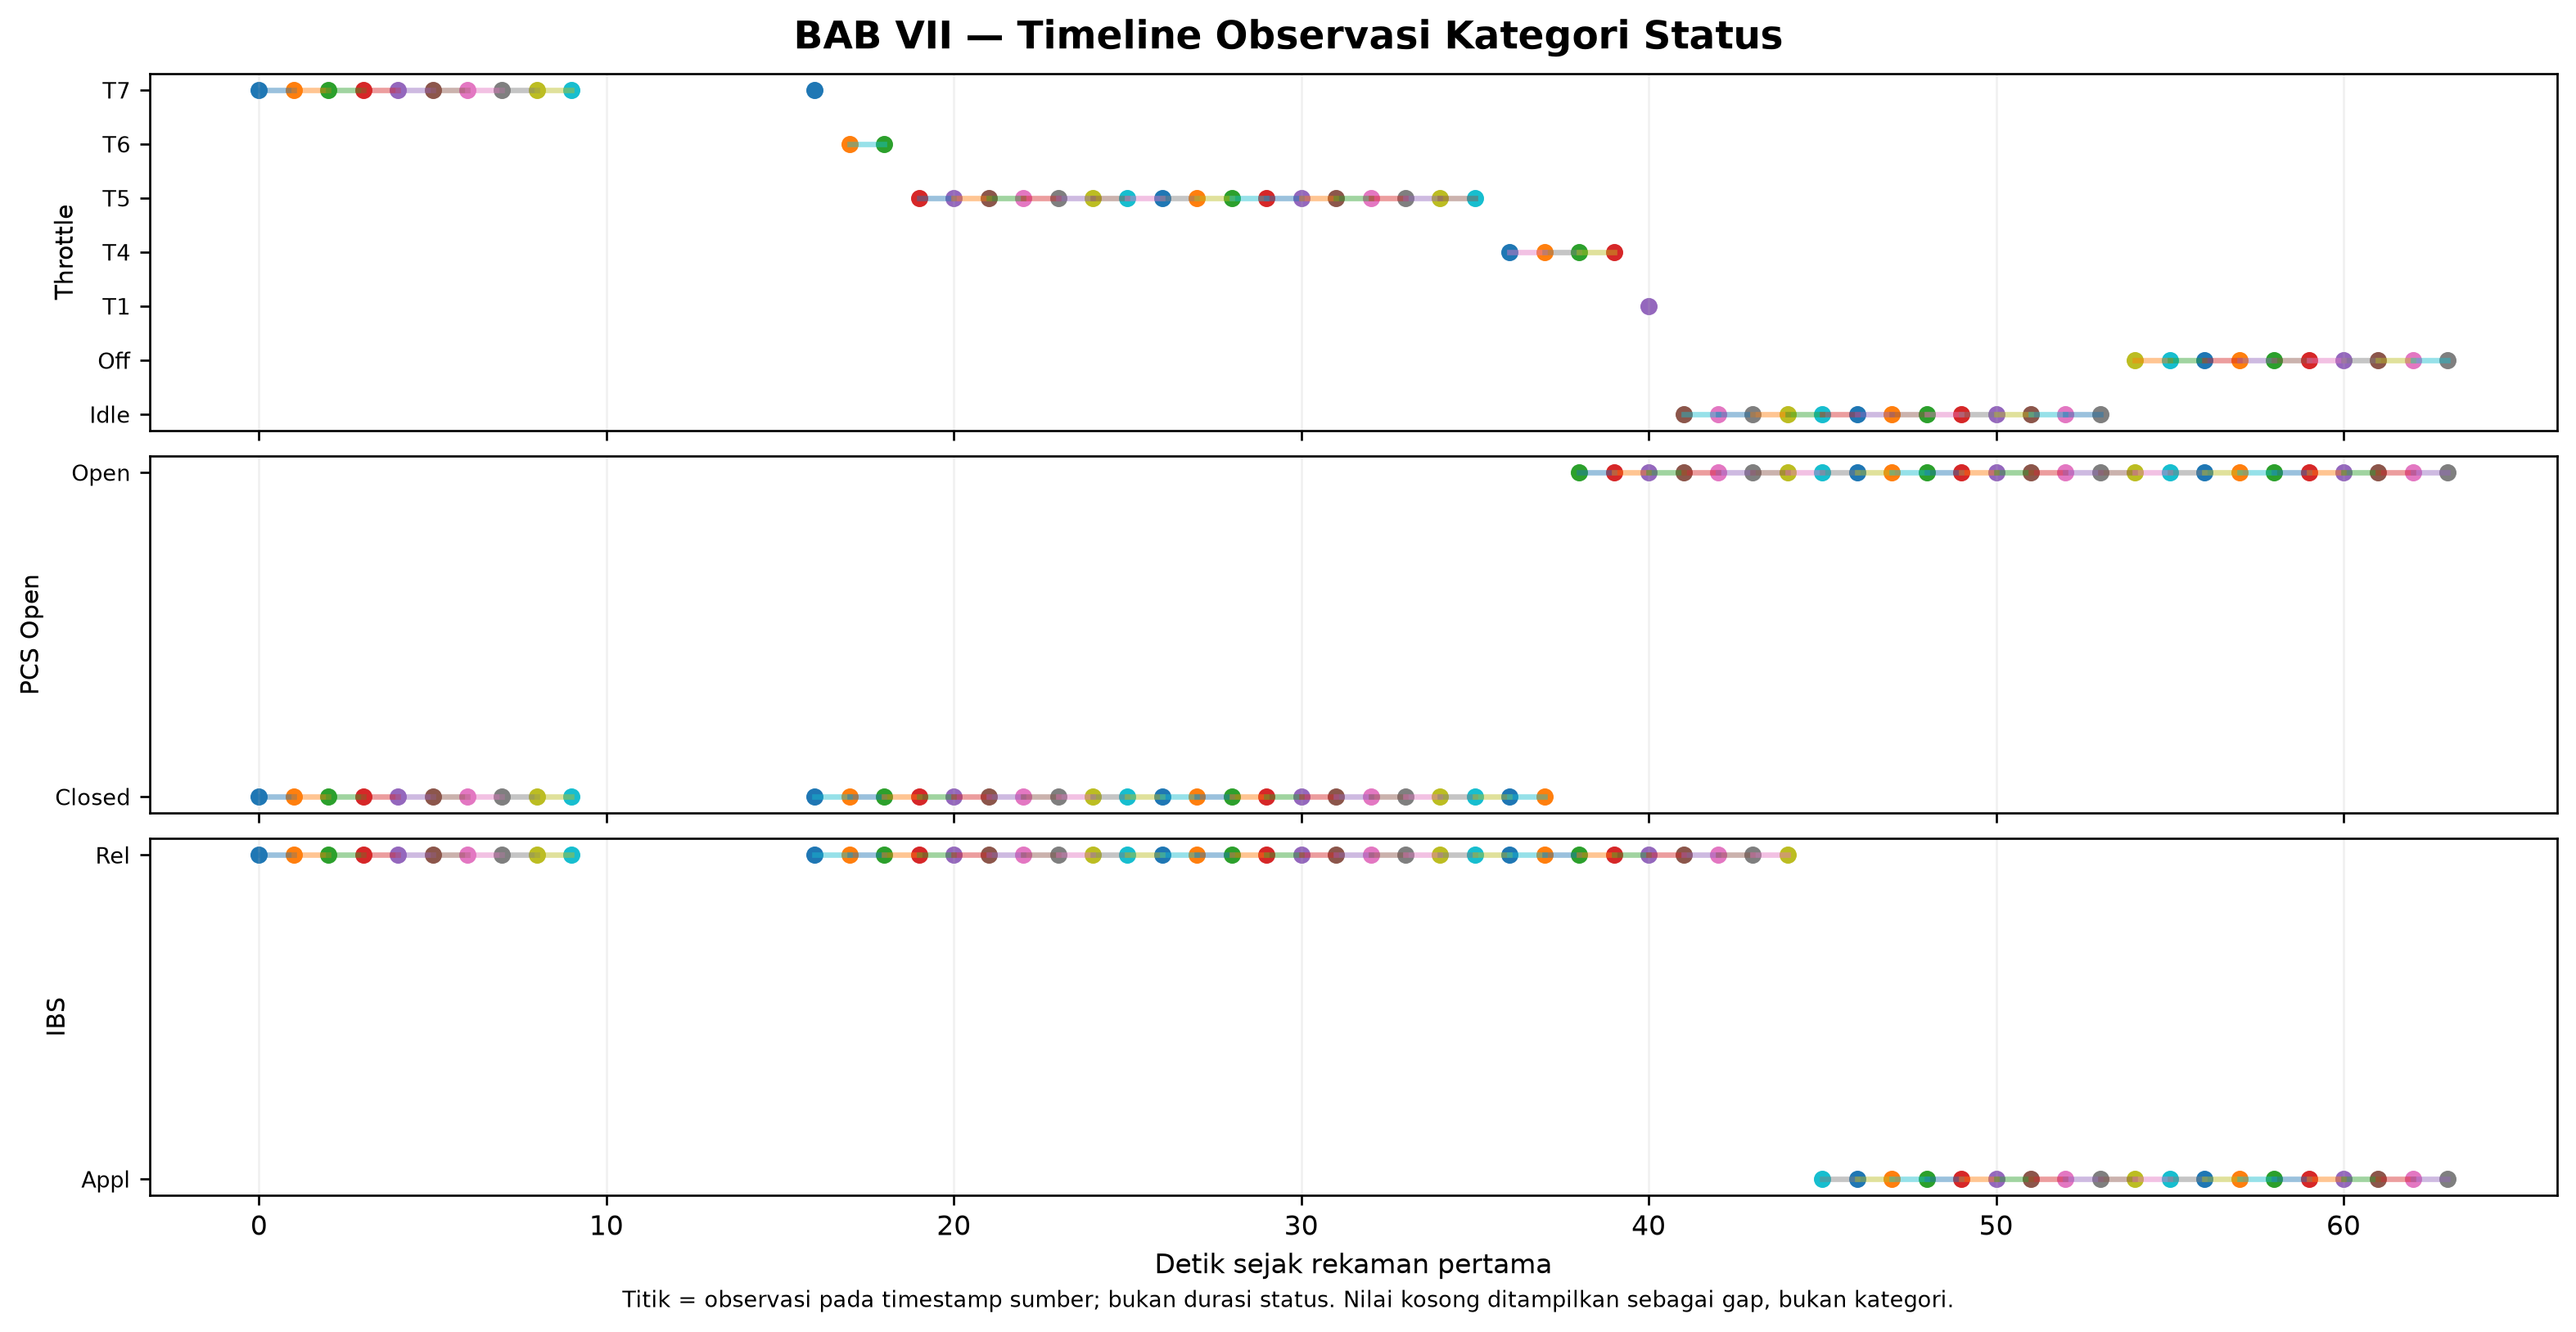 BAB VII — Timeline Observasi Kategori Status
Throttle
T7
T6
T5
T4
T1
Off
Idle
PCS Open
Open
Closed
IBS
Rel
Appl
0 10 20 30 40 50 60
Detik sejak rekaman pertama
Titik = observasi pada timestamp sumber; bukan durasi status. Nilai kosong ditampilkan sebagai gap, bukan kategori.